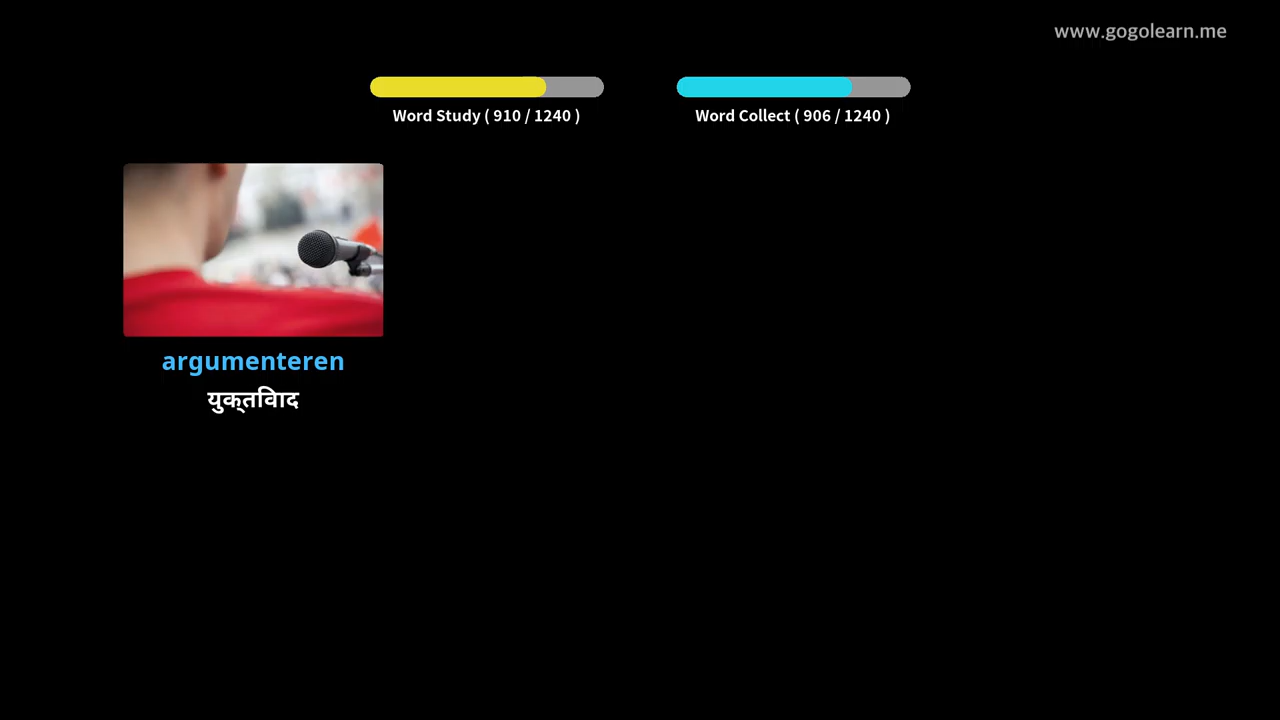 www.gogolearn.me
Word Study ( 910 / 1240 )
Word Collect ( 906 / 1240 )
argumenteren
युक्तिवाद